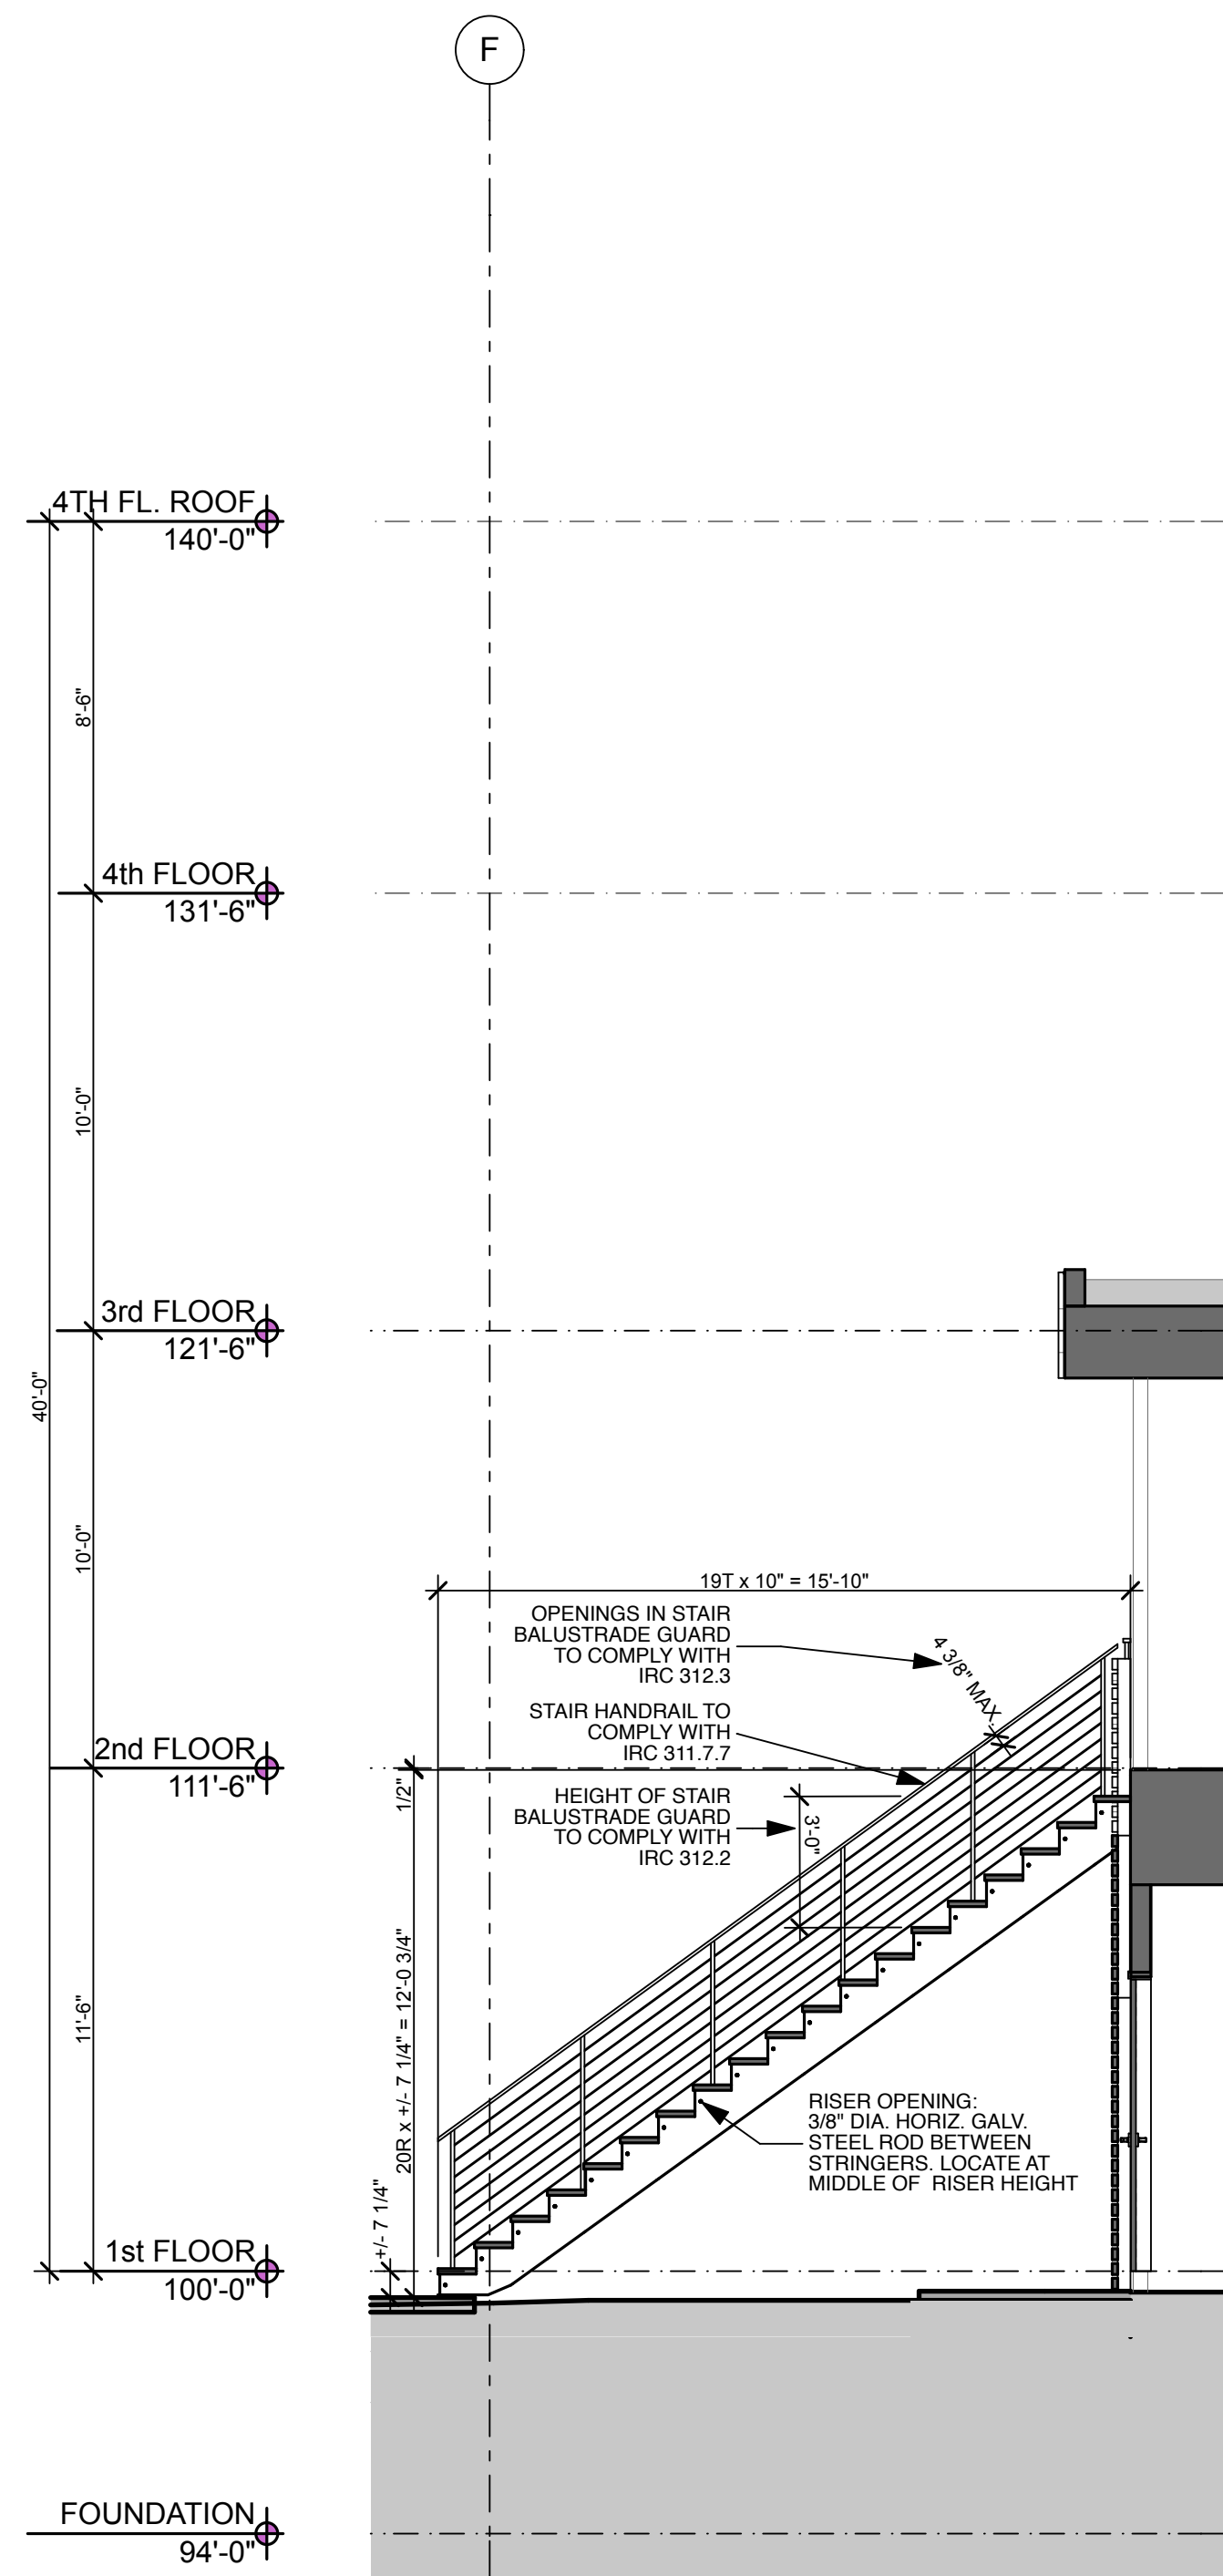 F
4TH FL. ROOF
140'-0"
8'-6"
4th FLOOR
131'-6"
10'-0"
3rd FLOOR
121'-6"
40'-0"
10'-0"
19T x 10" = 15'-10"
OPENINGS IN STAIR
BALUSTRADE GUARD
TO COMPLY WITH
IRC 312.3
4 3/8" MAX.
STAIR HANDRAIL TO
COMPLY WITH
IRC 311.7.7
2nd FLOOR
111'-6"
1/2"
HEIGHT OF STAIR
BALUSTRADE GUARD
TO COMPLY WITH
IRC 312.2
3'-0"
20R x +/- 7 1/4" = 12'-0 3/4"
11'-6"
RISER OPENING:
3/8" DIA. HORIZ. GALV.
STEEL ROD BETWEEN
STRINGERS. LOCATE AT
MIDDLE OF  RISER HEIGHT
+/- 7 1/4"
1st FLOOR
100'-0"
FOUNDATION
94'-0"